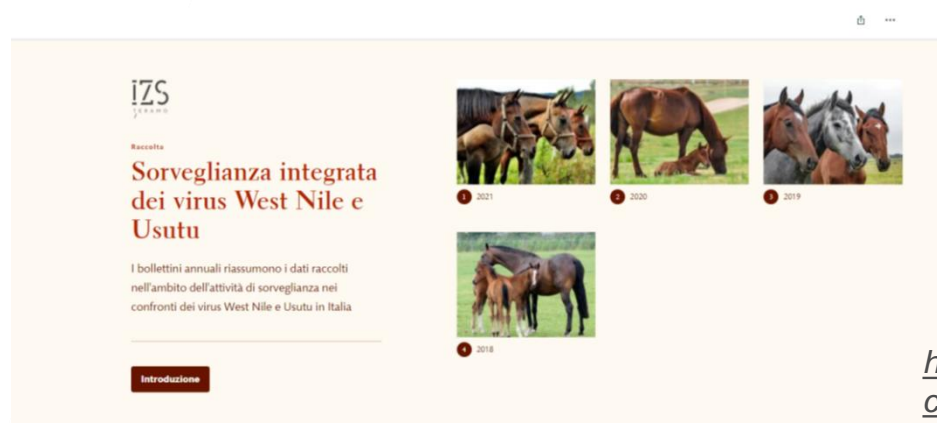 IZS
TERAMO
Raccolta
Sorveglianza integrata
dei virus West Nile e
Usutu
I bollettini annuali riassumono i dati raccolti
nell'ambito dell'attività di sorveglianza nei
confronti dei virus West Nile e Usutu in Italia
Introduzione
1 2021
2 2020
3 2019
4 2018